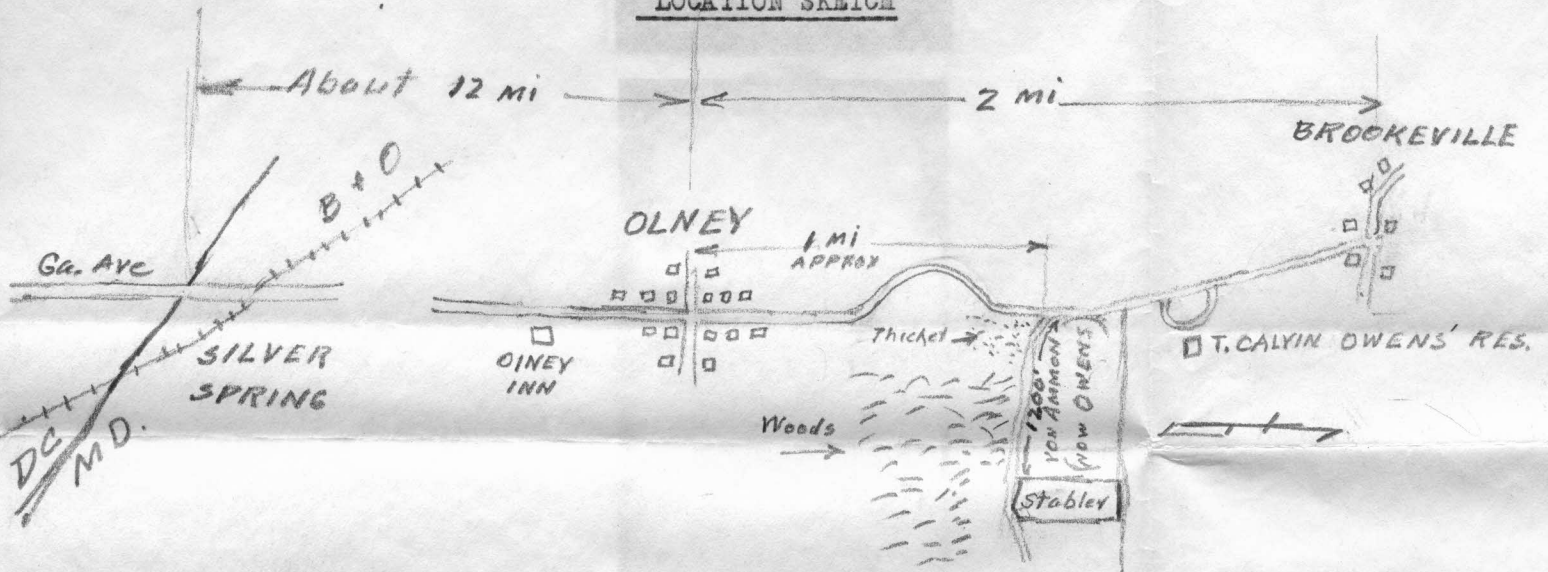 LOCATION SKETCH
About 12 mi
2 mi
BROOKEVILLE
B + O
OLNEY
1 mi
APPROX
Ga. Ave
Thicket
SILVER
SPRING
OLNEY
INN
T. CALVIN OWENS' RES.
1200'
VON AMMON
(NOW OWENS)
Woods
DC
MD.
Stabler